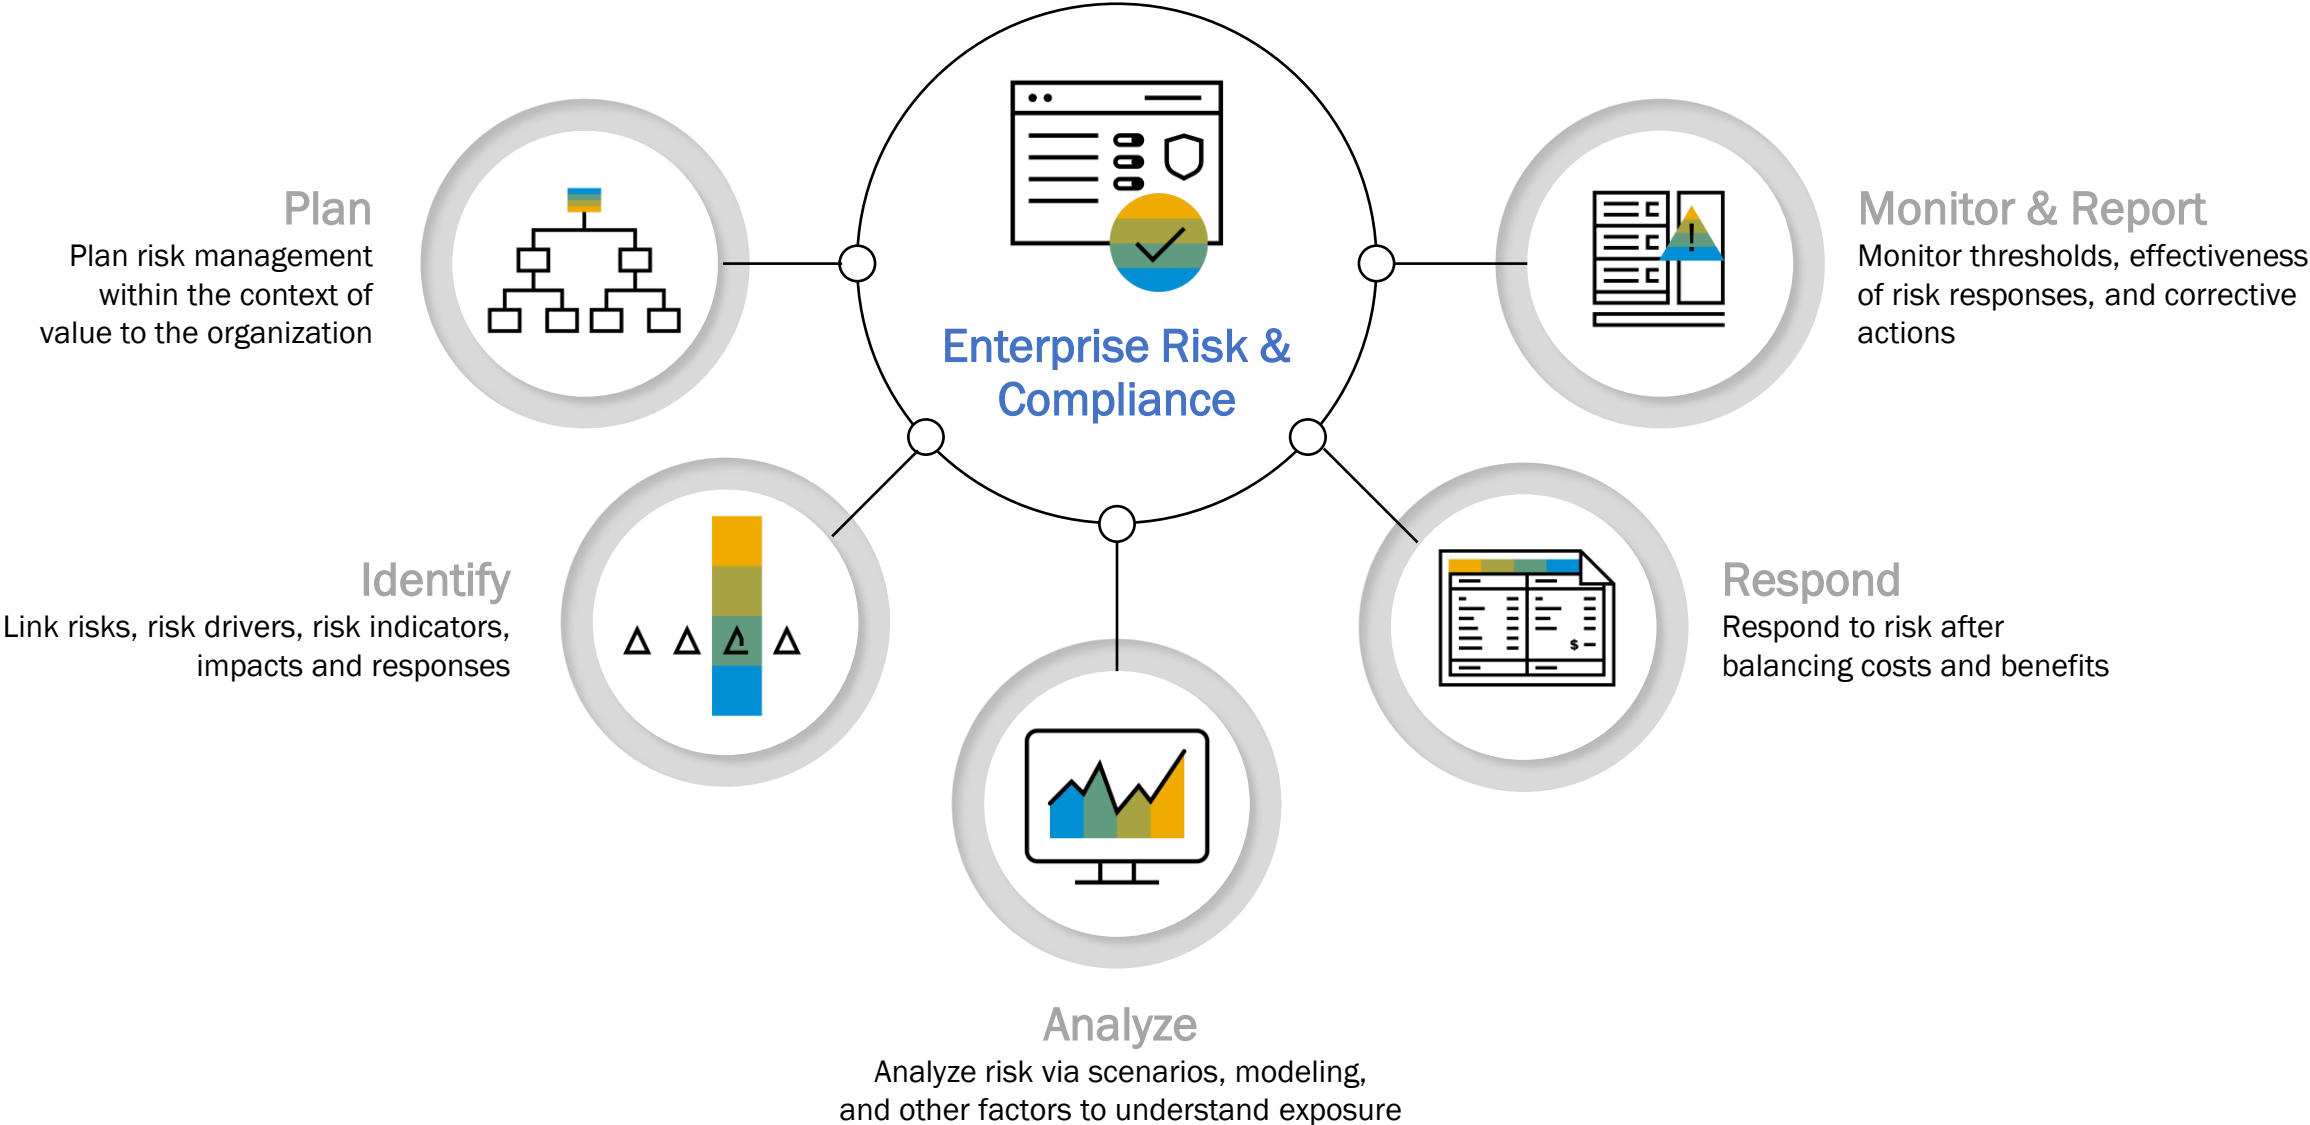 Enterprise Risk &
Compliance
Plan
Plan risk management
within the context of
value to the organization
Identify
Link risks, risk drivers, risk indicators,
impacts and responses
Analyze
Analyze risk via scenarios, modeling,
and other factors to understand exposure
Respond
Respond to risk after
balancing costs and benefits
$
Monitor & Report
Monitor thresholds, effectiveness
of risk responses, and corrective
actions
!